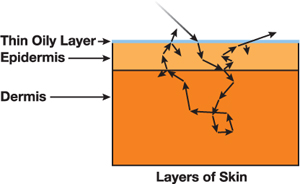 Thin Oily Layer
Epidermis
Dermis
Layers of Skin